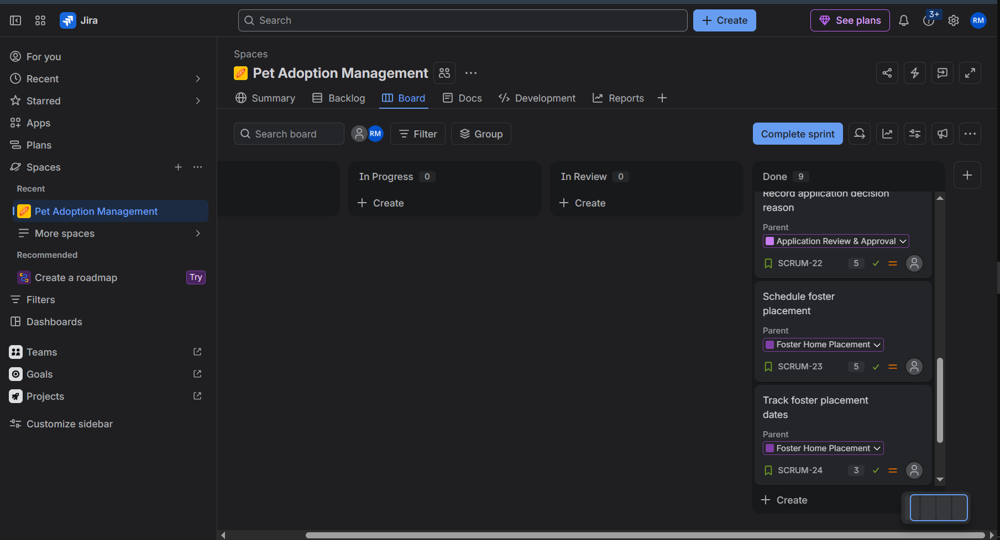 Jira
Search
Create
See plans
3+
RM
For you
Recent
Starred
Apps
Plans
Spaces
Recent
Pet Adoption Management
More spaces
Recommended
Create a roadmap
Try
Filters
Dashboards
Teams
Goals
Projects
Customize sidebar
Spaces
Pet Adoption Management
Summary
Backlog
Board
Docs
Development
Reports
Search board
RM
Filter
Group
Complete sprint
In Progress 0
Create
In Review 0
Create
Done 9
Record application decision
reason
Parent
Application Review & Approval
SCRUM-22 5
Schedule foster
placement
Parent
Foster Home Placement
SCRUM-23 5
Track foster placement
dates
Parent
Foster Home Placement
SCRUM-24 3
Create